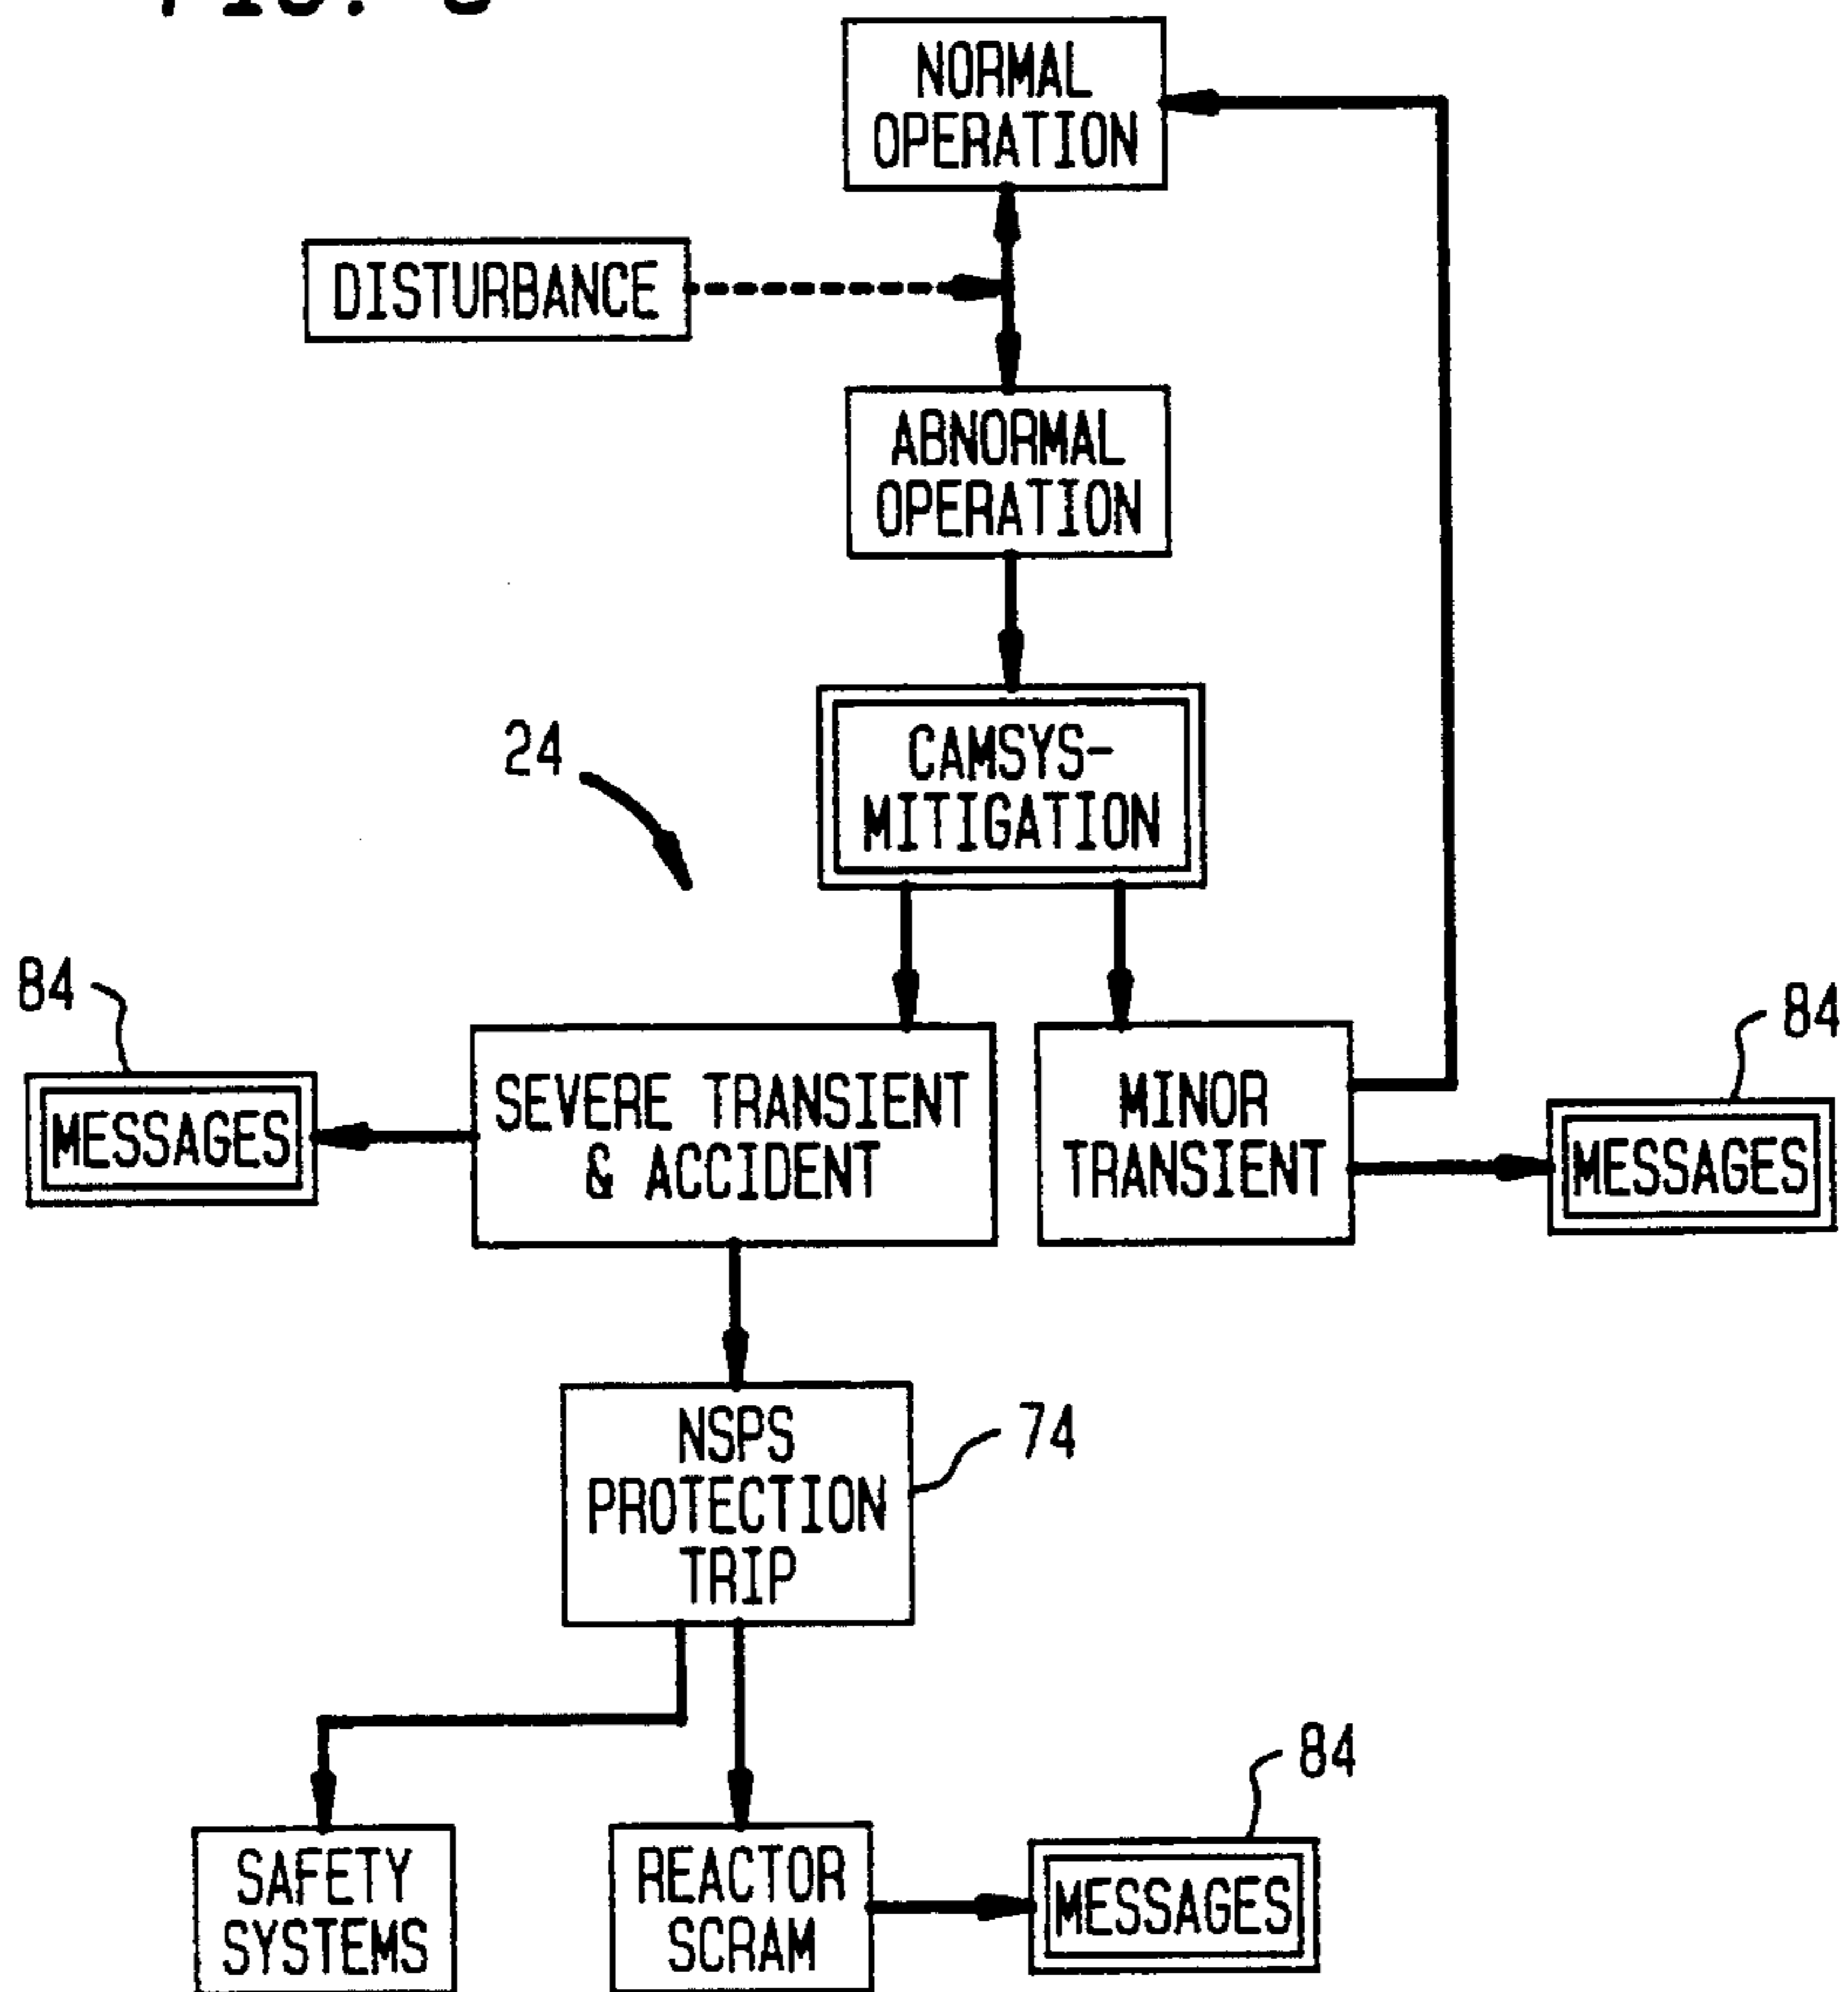 NORMAL
OPERATION
DISTURBANCE
ABNORMAL
OPERATION
24
CAMSYS-
MITIGATION
84
84
MESSAGES
SEVERE TRANSIENT
& ACCIDENT
MINOR
TRANSIENT
MESSAGES
NSPS
PROTECTION
TRIP
74
84
SAFETY
SYSTEMS
REACTOR
SCRAM
MESSAGES